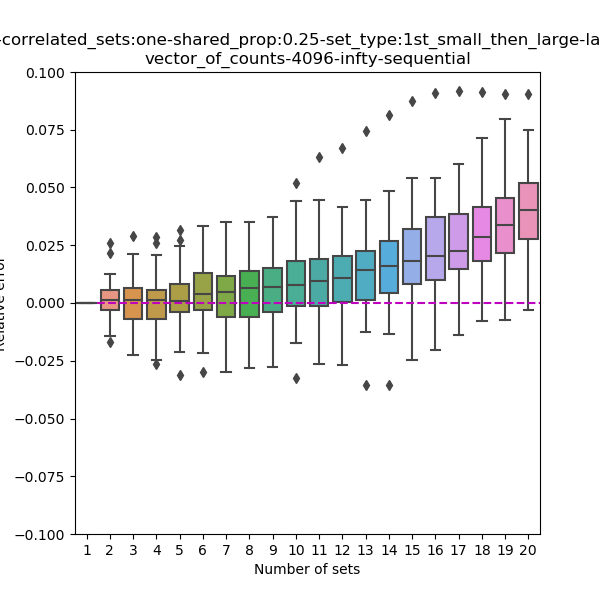 -correlated_sets:one-shared_prop:0.25-set_type:1st_small_then_large-la
vector_of_counts-4096-infty-sequential
0.100
0.075
0.050
0.025
0.000
−0.025
−0.050
−0.075
−0.100
Relative error
1 2 3 4 5 6 7 8 9 10 11 12 13 14 15 16 17 18 19 20
Number of sets